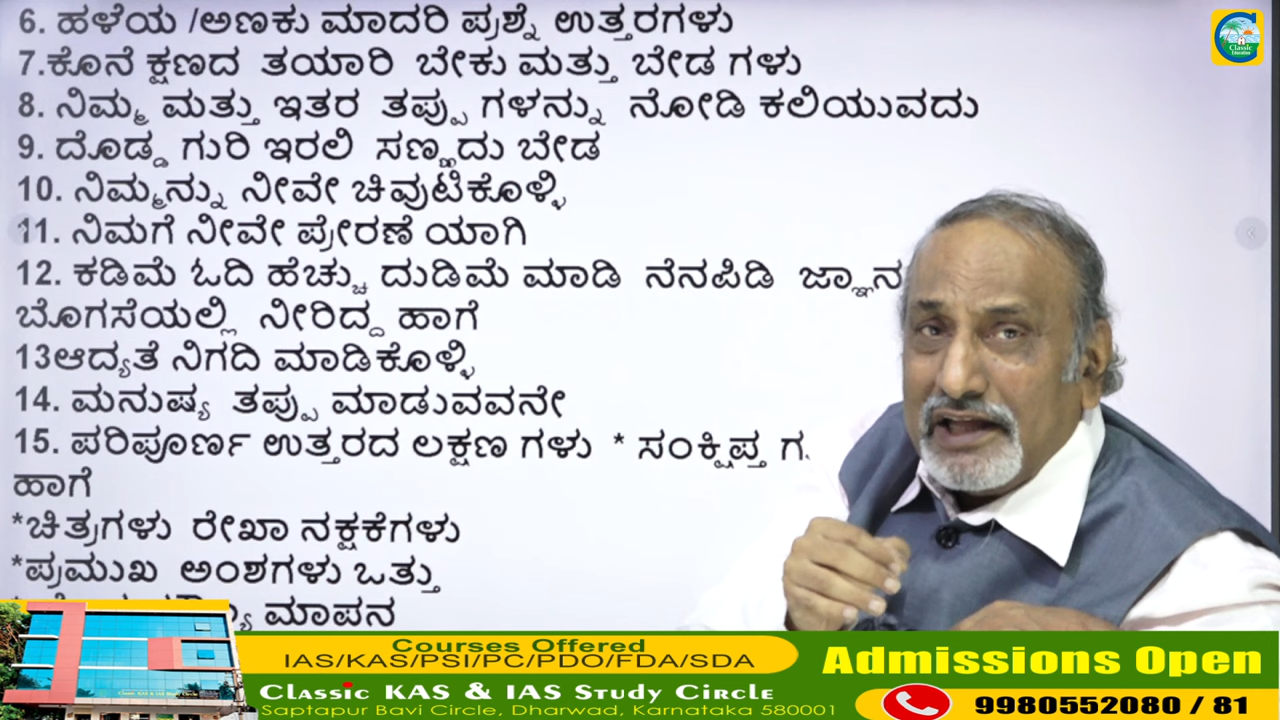 6. ಹಳೆಯ /ಅಣಕು ಮಾದರಿ ಪ್ರಶ್ನೆ ಉತ್ತರಗಳು
7.ಕೊನೆ ಕ್ಷಣದ ತಯಾರಿ ಬೇಕು ಮತ್ತು ಬೇಡ ಗಳು
8. ನಿಮ್ಮ ಮತ್ತು ಇತರ ತಪ್ಪು ಗಳನ್ನು ನೋಡಿ ಕಲಿಯುವದು
9. ದೊಡ್ಡ ಗುರಿ ಇರಲಿ ಸಣ್ಣದು ಬೇಡ
10. ನಿಮ್ಮನ್ನು ನೀವೇ ಚಿವುಟಿಕೊಳ್ಳಿ
11. ನಿಮಗೆ ನೀವೇ ಪ್ರೇರಣೆ ಯಾಗಿ
12. ಕಡಿಮೆ ಓದಿ ಹೆಚ್ಚು ದುಡಿಮೆ ಮಾಡಿ ನೆನಪಿಡಿ ಜ್ಞಾನ
ಬೊಗಸೆಯಲ್ಲಿ ನೀರಿದ್ದ ಹಾಗೆ
13ಆದ್ಯತೆ ನಿಗದಿ ಮಾಡಿಕೊಳ್ಳಿ
14. ಮನುಷ್ಯ ತಪ್ಪು ಮಾಡುವವನೇ
15. ಪರಿಪೂರ್ಣ ಉತ್ತರದ ಲಕ್ಷಣ ಗಳು * ಸಂಕ್ಷಿಪ್ತ
ಹಾಗೆ
*ಚಿತ್ರಗಳು ರೇಖಾ ನಕ್ಷಕೆಗಳು
*ಪ್ರಮುಖ ಅಂಶಗಳು ಒತ್ತು
ಮಾಪನ
Classic
Education
Courses Offered
IAS/KAS/PSI/PC/PDO/FDA/SDA
Classic KAS & IAS Study Circle
Saptapur Bavi Circle, Dharwad, Karnataka 580001
Admissions Open
9980552080 / 81